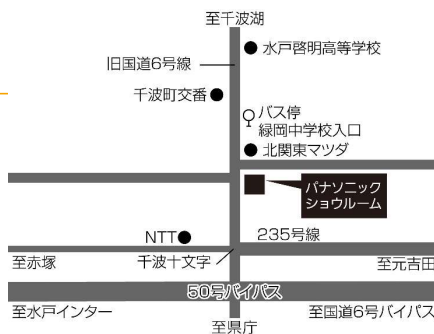 至千波湖
水戸啓明高等学校
旧国道6号線
千波町交番
バス停
緑岡中学校入口
北関東マツダ
パナソニック
ショウルーム
NTT
235号線
至赤塚
千波十文字
至元吉田
50号バイパス
至水戸インター
至国道6号バイパス
至県庁